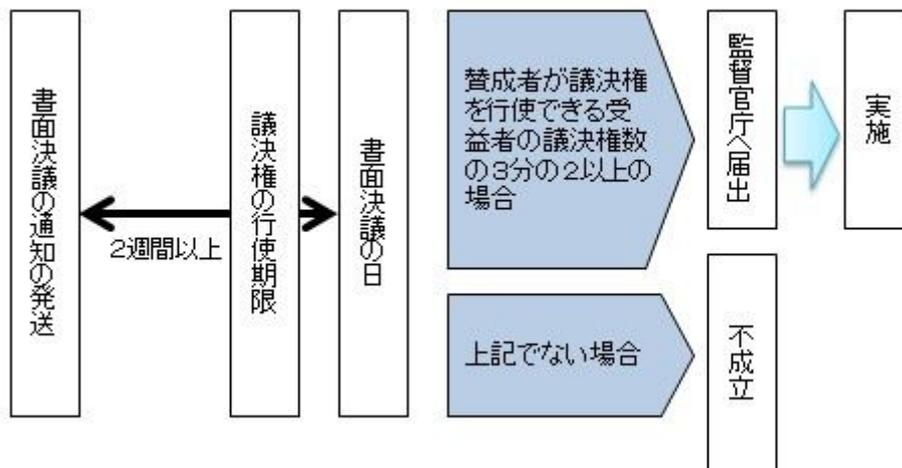 書面決議の通知の発送
2週間以上
議決権の行使期限
書面決議の日
賛成者が議決権
を行使できる受
益者の議決権数
の3分の2以上の
場合
監督官庁へ届出
実施
上記でない場合
不成立